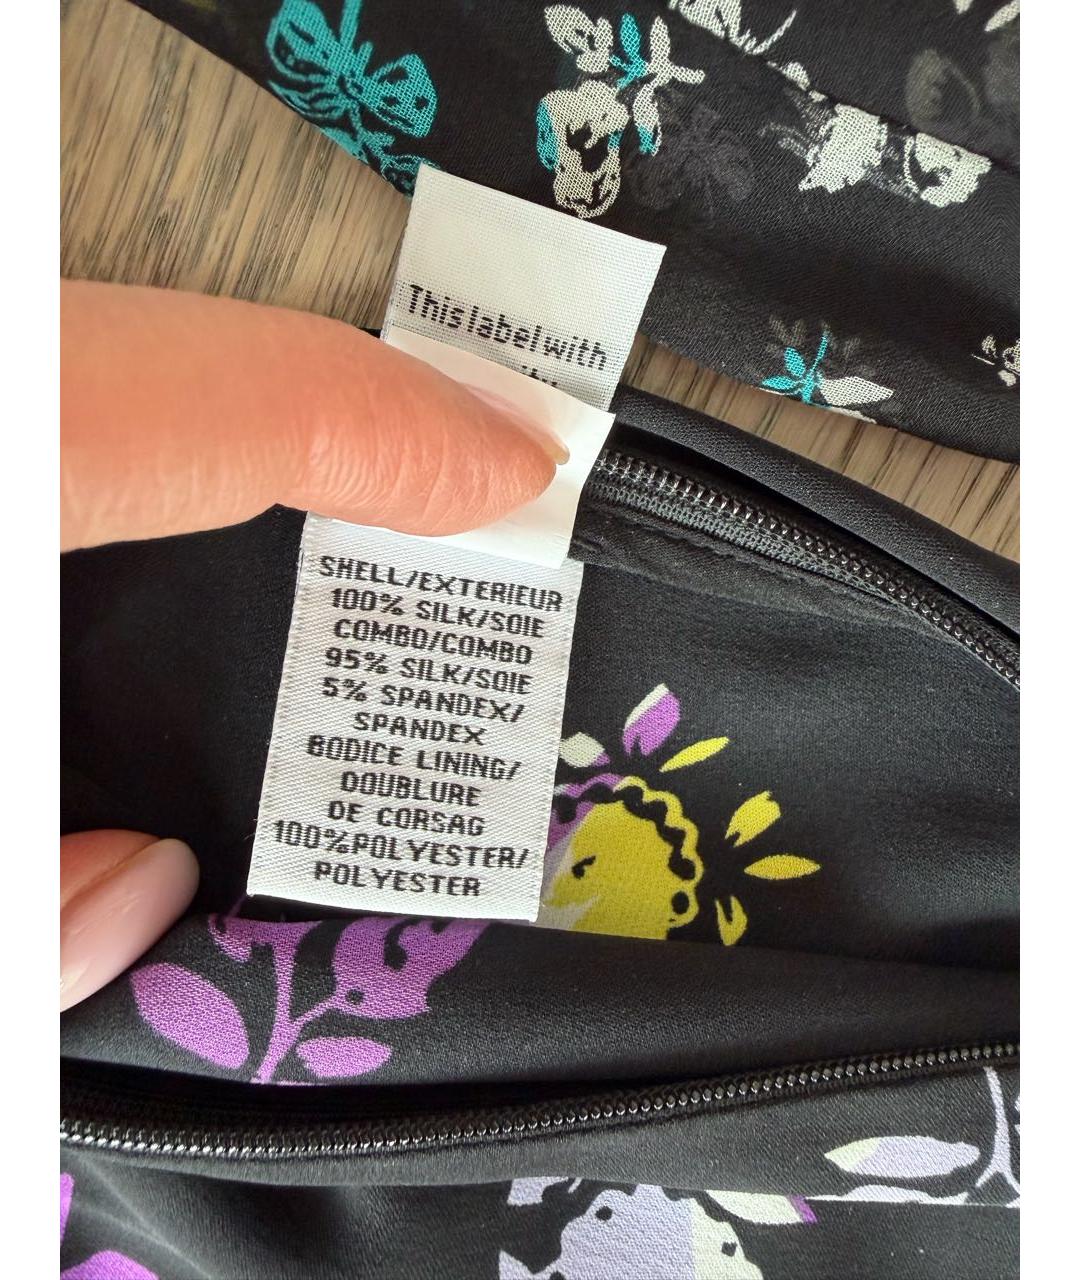 This label with
SHELL/EXTERIEUR
100% SILK/SOIE
COMBO/COMBO
95% SILK/SOIE
5% SPANDEX/
SPANDEX
BODICE LINING/
DOUBLURE
DE CORSAG
100%POLYESTER/
POLYESTER